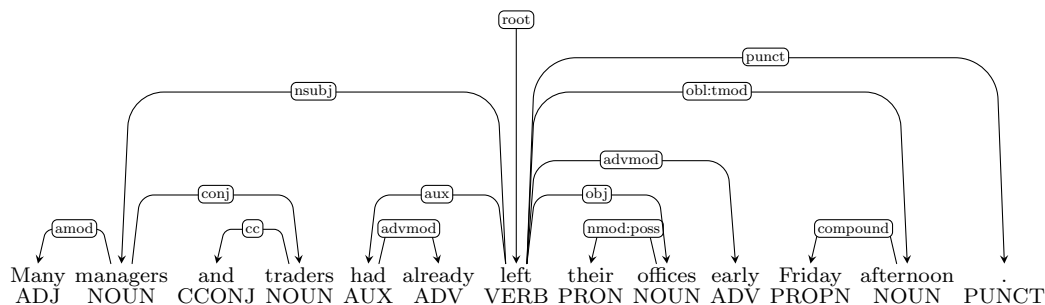 root
punct
nsubj obl:tmod
advmod
conj aux obj
amod cc advmod nmod:poss compound
Many managers and traders had already left their offices early Friday afternoon .
ADJ NOUN CCONJ NOUN AUX ADV VERB PRON NOUN ADV PROPN NOUN PUNCT